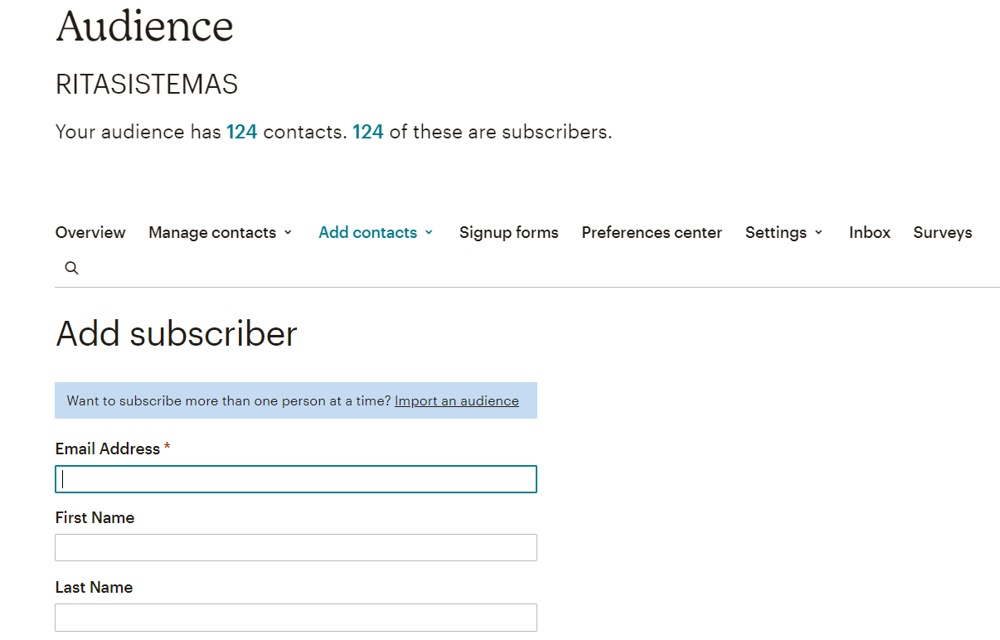 Audience
RITASISTEMAS
Your audience has 124 contacts. 124 of these are subscribers.
Overview Manage contacts Add contacts Signup forms Preferences center Settings Inbox Surveys
Add subscriber
Want to subscribe more than one person at a time? Import an audience
Email Address *
First Name
Last Name